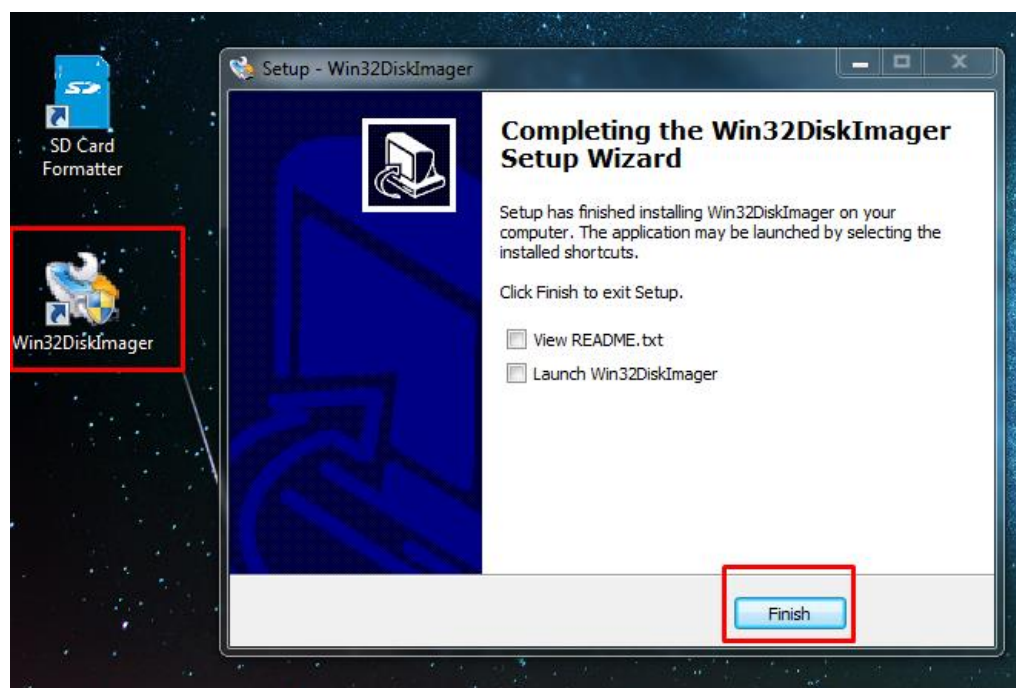 SD
SD Card
Formatter
Win32DiskImager
Setup - Win32DiskImager
Completing the Win32DiskImager
Setup Wizard
Setup has finished installing Win32DiskImager on your
computer. The application may be launched by selecting the
installed shortcuts.
Click Finish to exit Setup.
View README.txt
Launch Win32DiskImager
Finish